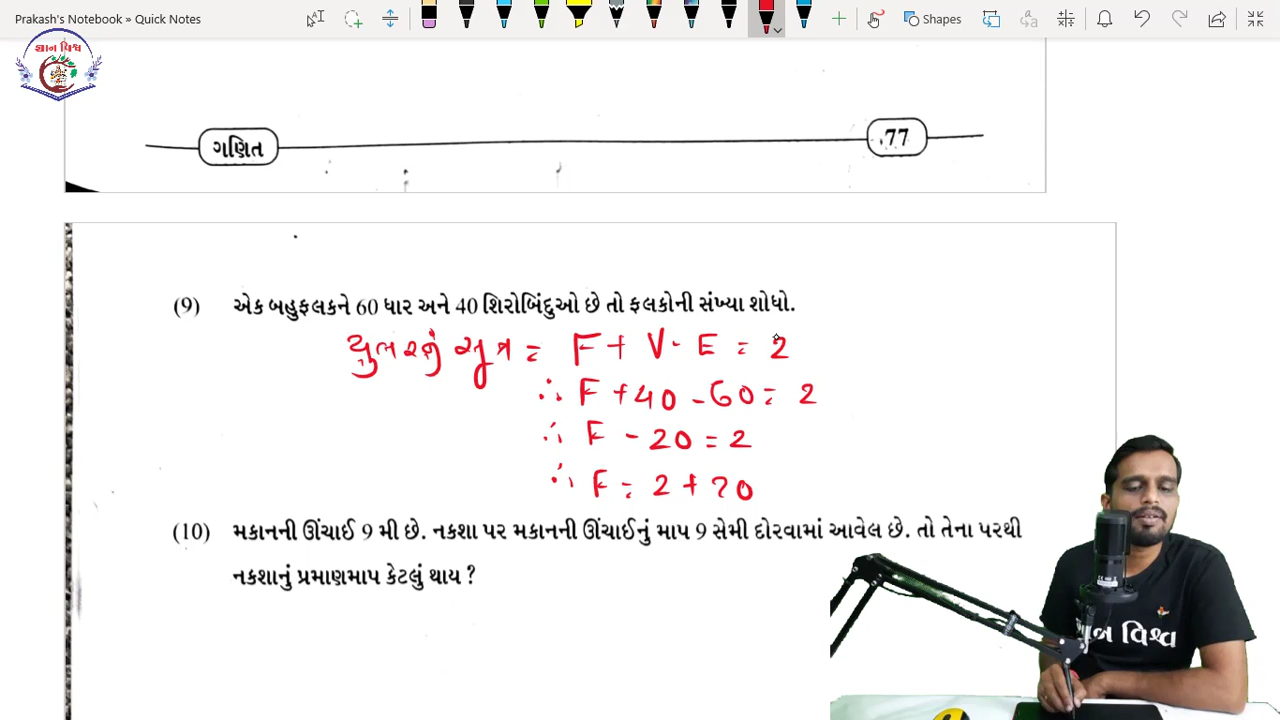 Prakash's Notebook » Quick Notes
Shapes
જ્ઞાન વિશ્વ
ગણિત
77
(9) એક બહુફલકને 60 ધાર અને 40 શિરોબિંદુઓ છે તો ફલકોની સંખ્યા શોધો.
યુલરનું સૂત્ર = F + V - E = 2
∴ F + 40 - 60 = 2
∴ F - 20 = 2
∴ F = 2 + 20
(10) મકાનની ઊંચાઈ 9 મી છે. નકશા પર મકાનની ઊંચાઈનું માપ 9 સેમી દોરવામાં આવેલ છે. તો તેના પરથી
નકશાનું પ્રમાણમાપ કેટલું થાય ?
જ્ઞાન વિશ્વ